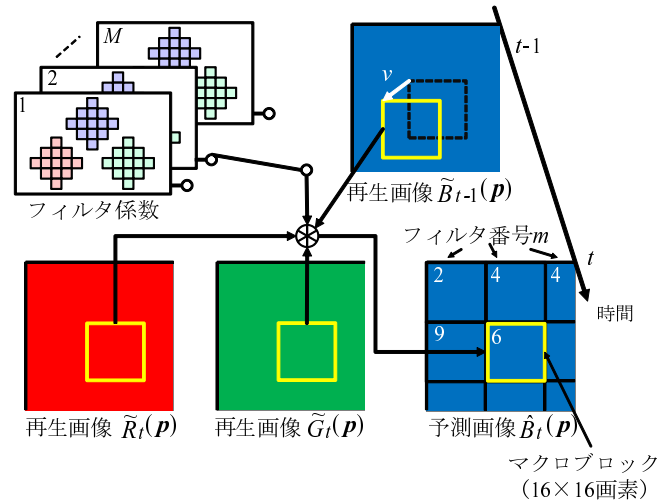 M
2
1
フィルタ係数
v
t-1
再生画像 B̃t-1(p)
フィルタ番号m
t
時間
2 4 4
9 6
再生画像 R̃t(p)
再生画像 G̃t(p)
予測画像 B̂t(p)
マクロブロック
(16×16画素)